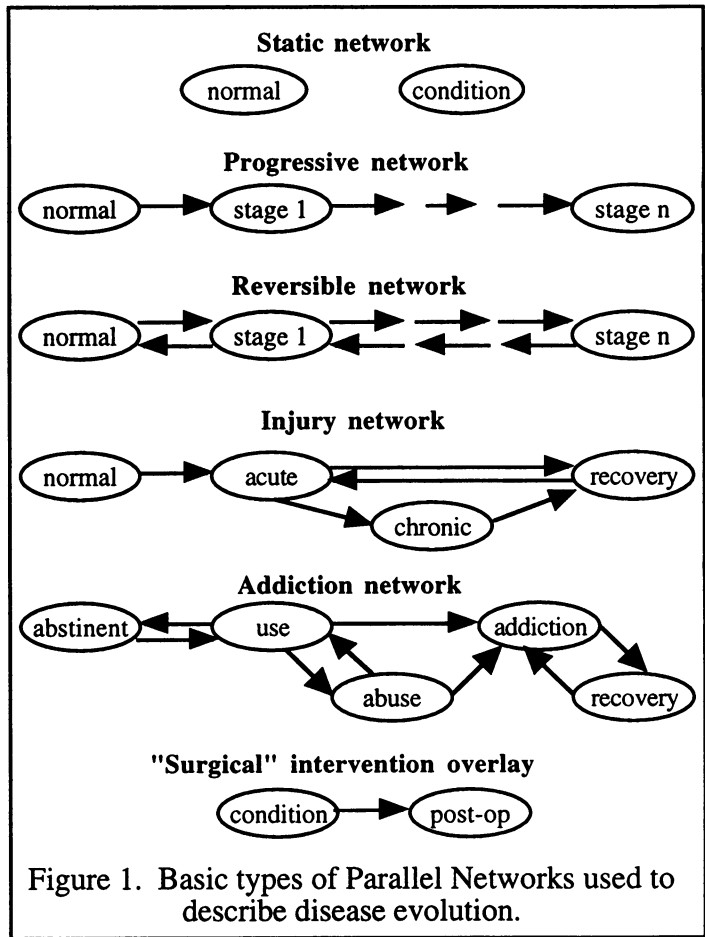 Static network
normal condition
Progressive network
normal stage 1 stage n
Reversible network
normal stage 1 stage n
Injury network
normal acute recovery
chronic
Addiction network
abstinent use addiction
abuse recovery
"Surgical" intervention overlay
condition post-op
Figure 1. Basic types of Parallel Networks used to
describe disease evolution.